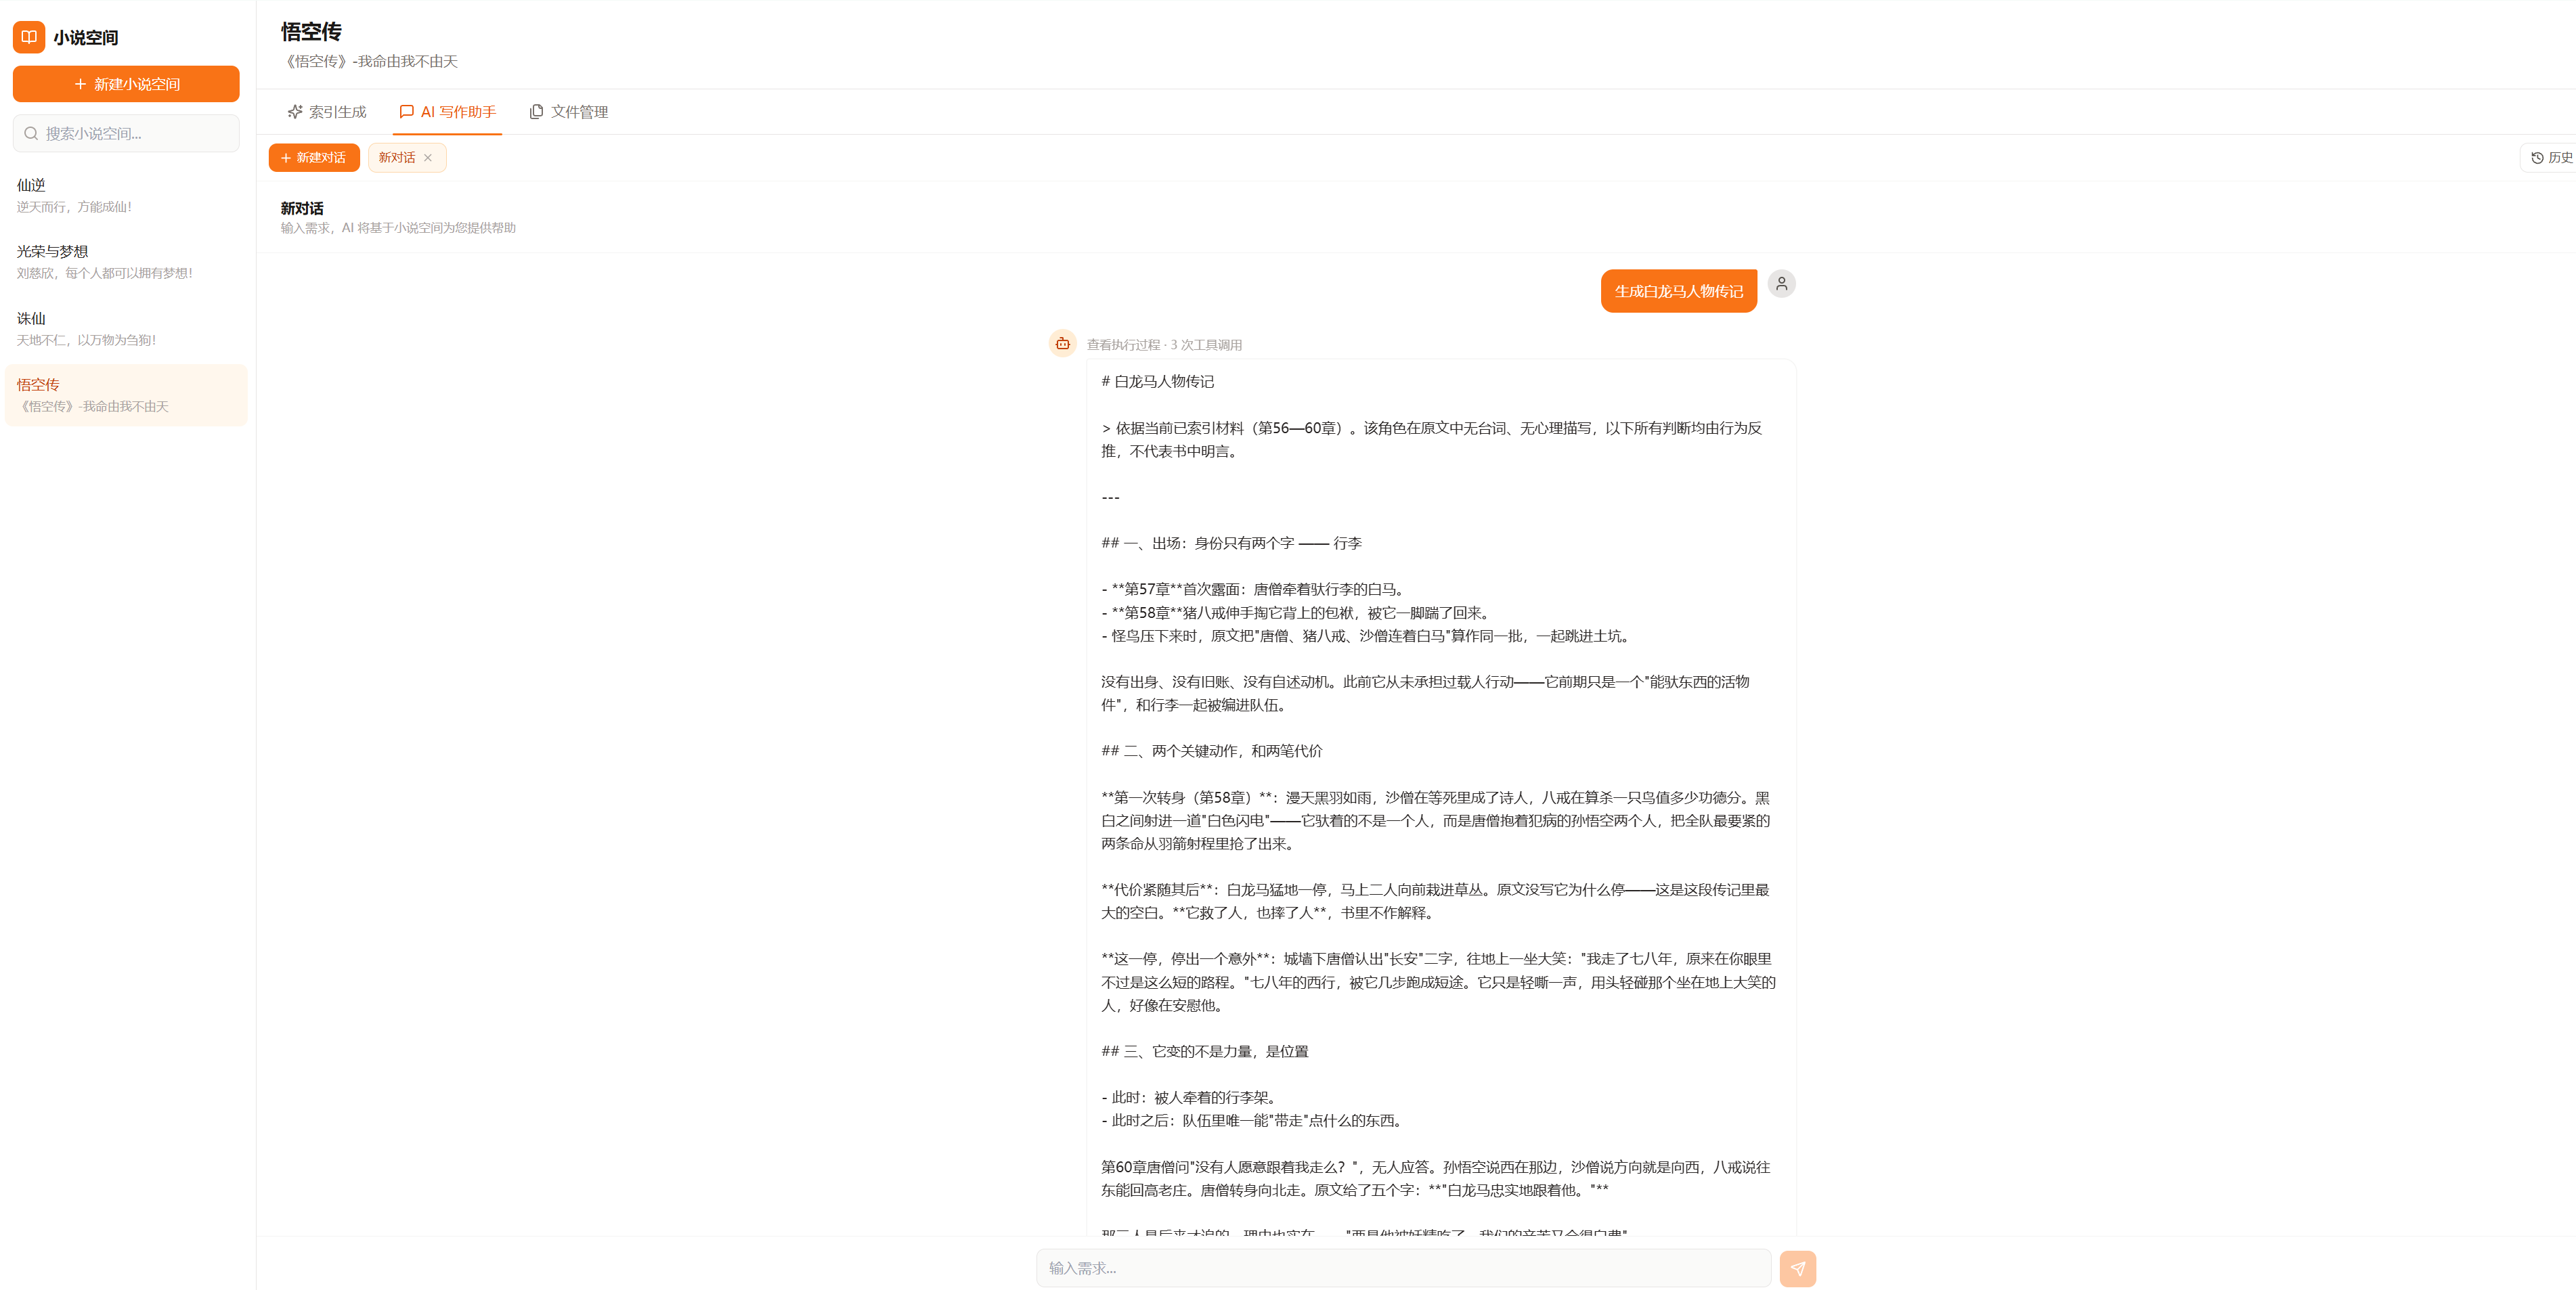 小说空间
+ 新建小说空间
搜索小说空间...
仙逆
逆天而行，方能成仙！
光荣与梦想
刘慈欣，每个人都可以拥有梦想！
诛仙
天地不仁，以万物为刍狗！
悟空传
《悟空传》-我命由我不由天
悟空传
《悟空传》-我命由我不由天
索引生成 AI 写作助手 文件管理
+ 新建对话 新对话 ×
历史
新对话
输入需求，AI 将基于小说空间为您提供帮助
生成白龙马人物传记
查看执行过程 · 3 次工具调用
# 白龙马人物传记
> 依据当前已索引材料（第56—60章）。该角色在原文中无台词、无心理描写，以下所有判断均由行为反
推，不代表书中明言。
---
## 一、出场：身份只有两个字 —— 行李
- **第57章**首次露面：唐僧牵着驮行李的白马。
- **第58章**猪八戒伸手掏它背上的包袱，被它一脚踹了回来。
- 怪鸟压下来时，原文把"唐僧、猪八戒、沙僧连着白马"算作同一批，一起跳进土坑。
没有出身、没有旧账、没有自述动机。此前它从未承担过载人行动——它前期只是一个"能驮东西的活物
件"，和行李一起被编进队伍。
## 二、两个关键动作，和两笔代价
**第一次转身（第58章）**：漫天黑羽如雨，沙僧在等死里成了诗人，八戒在算杀一只鸟值多少功德分。黑
白之间射进一道"白色闪电"——它驮着的不是一个人，而是唐僧抱着犯病的孙悟空两个人，把全队最要紧的
两条命从羽箭射程里抢了出来。
**代价紧随其后**：白龙马猛地一停，马上二人向前栽进草丛。原文没写它为什么停——这是这段传记里最
大的空白。**它救了人，也摔了人**，书里不作解释。
**这一停，停出一个意外**：城墙下唐僧认出"长安"二字，往地上一坐大笑："我走了七八年，原来在你眼里
不过是这么短的路程。"七八年的西行，被它几步跑成短途。它只是轻嘶一声，用头轻碰那个坐在地上大笑的
人，好像在安慰他。
## 三、它变的不是力量，是位置
- 此时：被人牵着的行李架。
- 此时之后：队伍里唯一能"带走"点什么的东西。
第60章唐僧问"没有人愿意跟着我走么？"，无人应答。孙悟空说西在那边，沙僧说方向就是向西，八戒说往
东能回高老庄。唐僧转身向北走。原文给了五个字：**"白龙马忠实地跟着他。"**
输入需求...